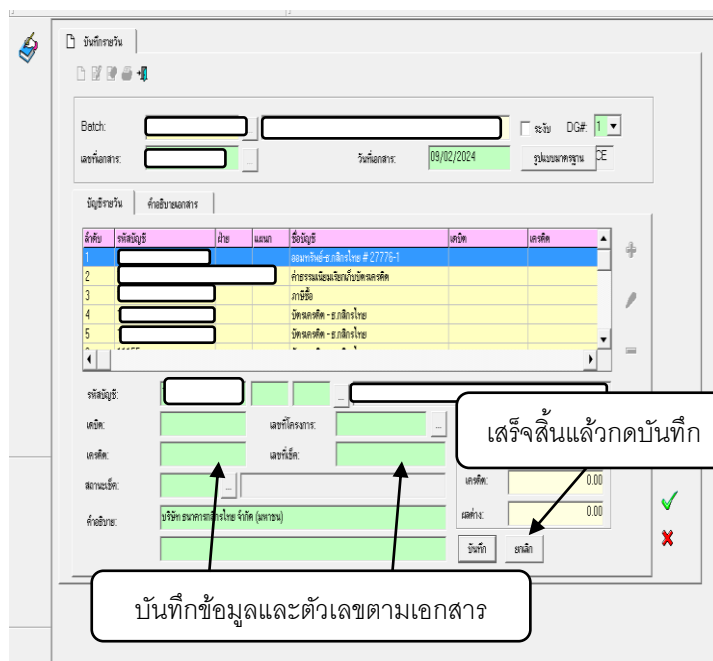 บันทึกรายวัน
Batch:
ระงับ DG#: 1
เลขที่เอกสาร: วันที่เอกสาร: 09/02/2024 รูปแบบมาตรฐาน CE
บัญชีรายวัน คำอธิบายเอกสาร
ลำดับ รหัสบัญชี ฝ่าย แผนก ชื่อบัญชี เดบิต เครดิต
1 ออมทรัพย์-ธ.กสิกรไทย # 27776-1
2 ค่าธรรมเนียมเรียกเก็บบัตรเครดิต
3 ภาษีซื้อ
4 บัตรเครดิต - ธ.กสิกรไทย
5 บัตรเครดิต - ธ.กสิกรไทย
รหัสบัญชี:
เดบิต: เลขที่โครงการ:
เสร็จสิ้นแล้วกดบันทึก
เครดิต: เลขที่เช็ค:
สถานะเช็ค: เครดิต: 0.00
คำอธิบาย: บริษัท ธนาคารกสิกรไทย จำกัด (มหาชน) ผลต่าง: 0.00
บันทึก ยกเลิก
บันทึกข้อมูลและตัวเลขตามเอกสาร